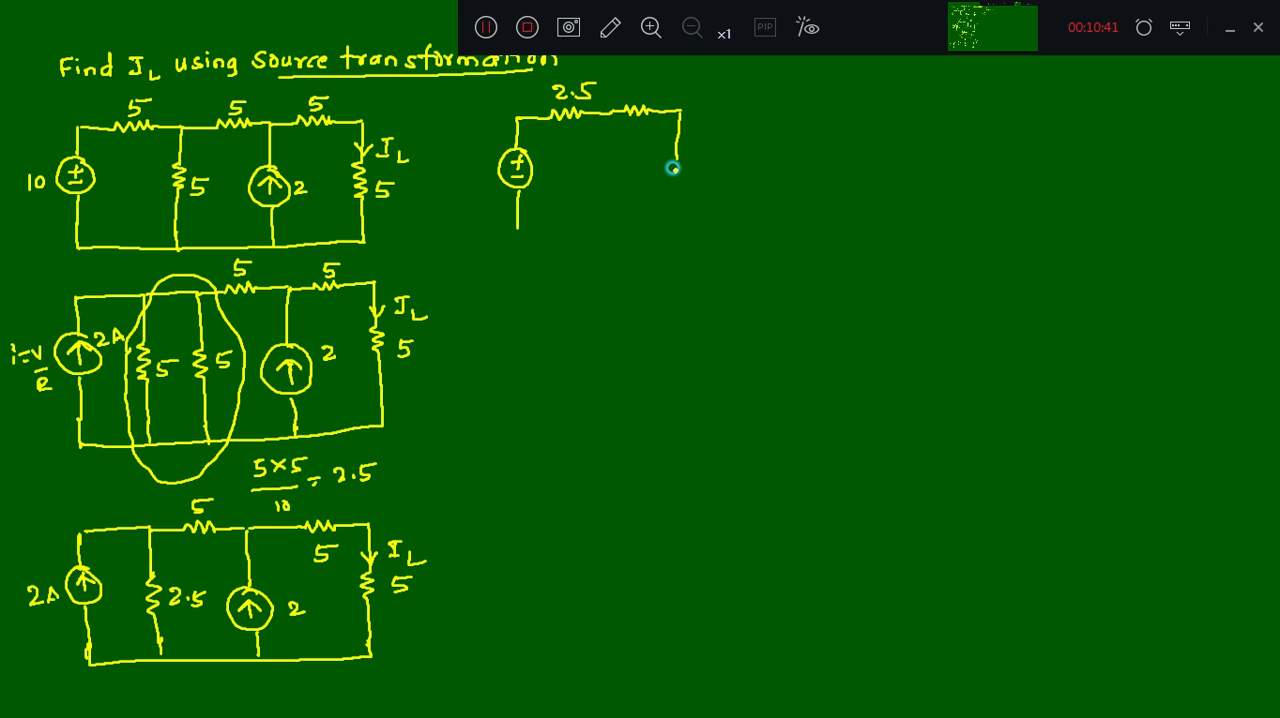 Find IL using Source transformation
x1
PIP
00:10:41
5 5 5
10 ± 5 2 IL 5
2.5
±
5 5
i=V/R 2A 5 5 2 IL 5
5×5/10 = 2.5
5 5
2A 2.5 2 IL 5